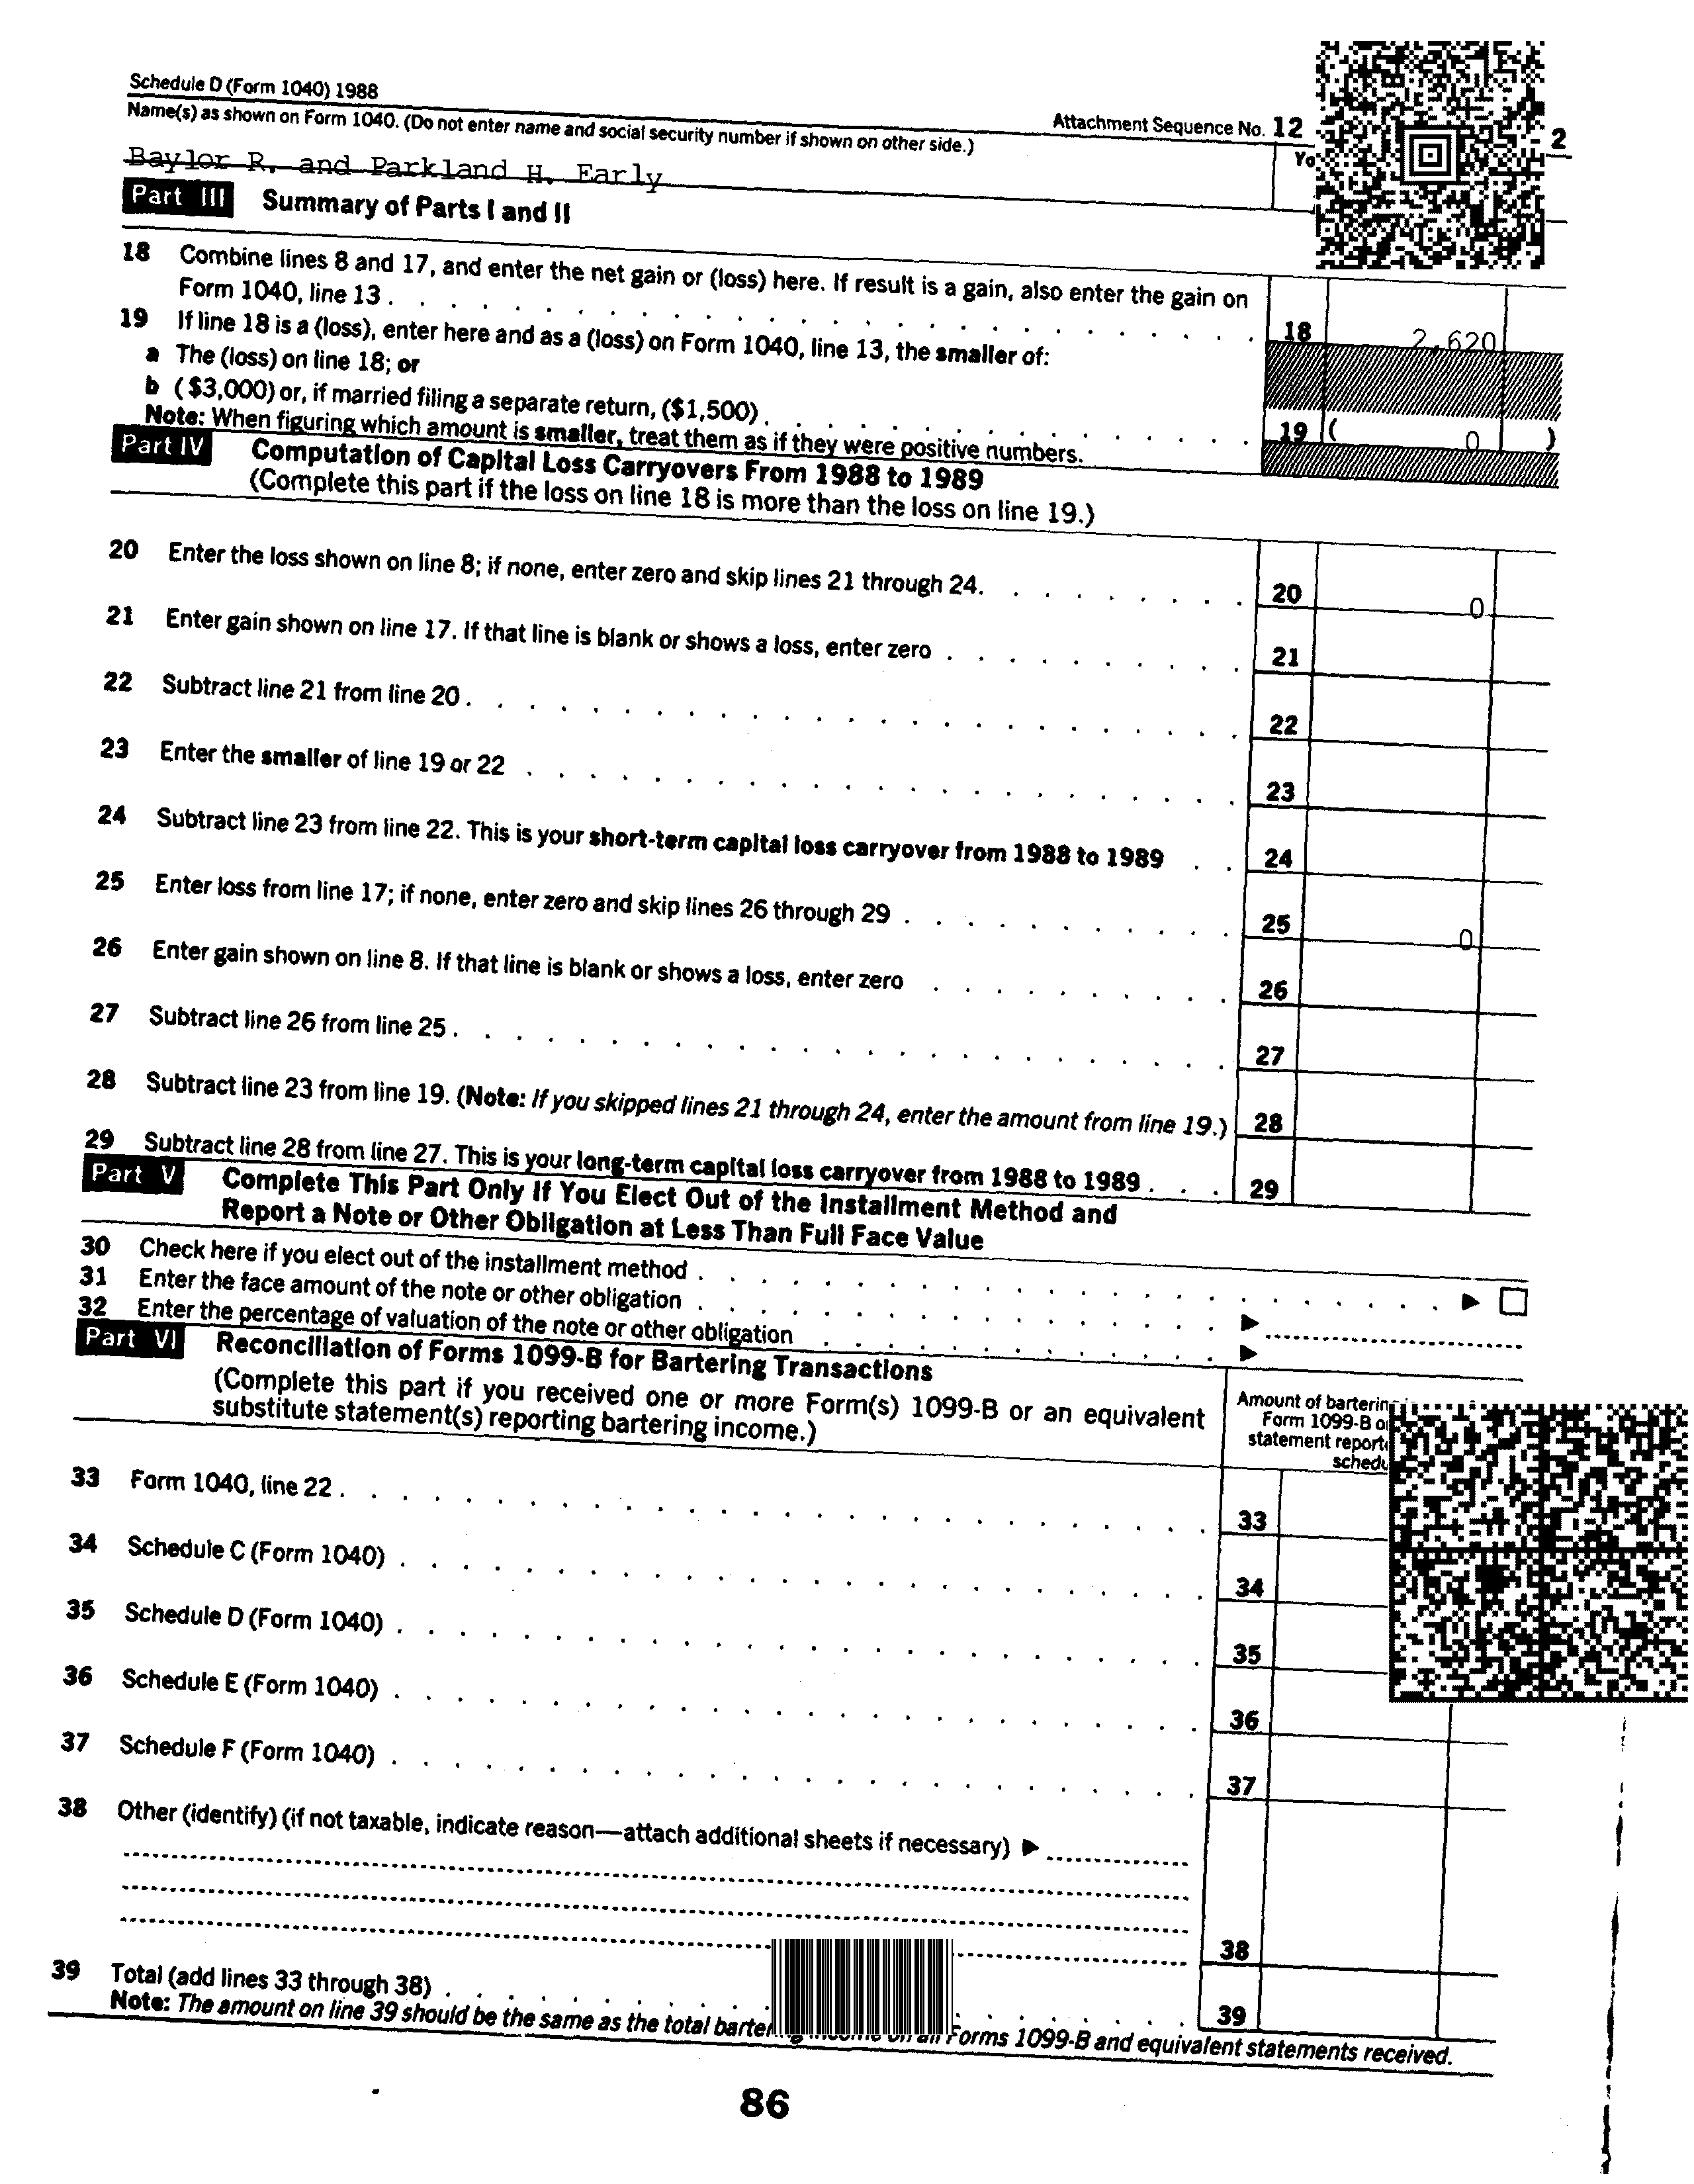 Schedule D (Form 1040) 1988
Attachment Sequence No. 12
2
Name(s) as shown on Form 1040. (Do not enter name and social security number if shown on other side.)
Baylor R. and Parkland H. Early
Part III Summary of Parts I and II
18 Combine lines 8 and 17, and enter the net gain or (loss) here. If result is a gain, also enter the gain on
Form 1040, line 13 . 18 2,620
19 If line 18 is a (loss), enter here and as a (loss) on Form 1040, line 13, the smaller of:
a The (loss) on line 18; or
b ($3,000) or, if married filing a separate return, ($1,500) . 19 ( 0 )
Note: When figuring which amount is smaller, treat them as if they were positive numbers.
Part IV Computation of Capital Loss Carryovers From 1988 to 1989
(Complete this part if the loss on line 18 is more than the loss on line 19.)
20 Enter the loss shown on line 8; if none, enter zero and skip lines 21 through 24. 20 0
21 Enter gain shown on line 17. If that line is blank or shows a loss, enter zero . 21
22 Subtract line 21 from line 20 . 22
23 Enter the smaller of line 19 or 22 . 23
24 Subtract line 23 from line 22. This is your short-term capital loss carryover from 1988 to 1989 . 24
25 Enter loss from line 17; if none, enter zero and skip lines 26 through 29 . 25 0
26 Enter gain shown on line 8. If that line is blank or shows a loss, enter zero . 26
27 Subtract line 26 from line 25 . 27
28 Subtract line 23 from line 19. (Note: If you skipped lines 21 through 24, enter the amount from line 19.) 28
29 Subtract line 28 from line 27. This is your long-term capital loss carryover from 1988 to 1989 . 29
Part V Complete This Part Only If You Elect Out of the Installment Method and
Report a Note or Other Obligation at Less Than Full Face Value
30 Check here if you elect out of the installment method . ▶ □
31 Enter the face amount of the note or other obligation . ▶
32 Enter the percentage of valuation of the note or other obligation . ▶
Part VI Reconciliation of Forms 1099-B for Bartering Transactions
(Complete this part if you received one or more Form(s) 1099-B or an equivalent
substitute statement(s) reporting bartering income.)
Amount of bartering
Form 1099-B
statement
33 Form 1040, line 22 . 33
34 Schedule C (Form 1040) . 34
35 Schedule D (Form 1040) . 35
36 Schedule E (Form 1040) . 36
37 Schedule F (Form 1040) . 37
38 Other (identify) (if not taxable, indicate reason—attach additional sheets if necessary) ▶
38
39 Total (add lines 33 through 38) . 39
Note: The amount on line 39 should be the same as the total on all Forms 1099-B and equivalent statements received.
86